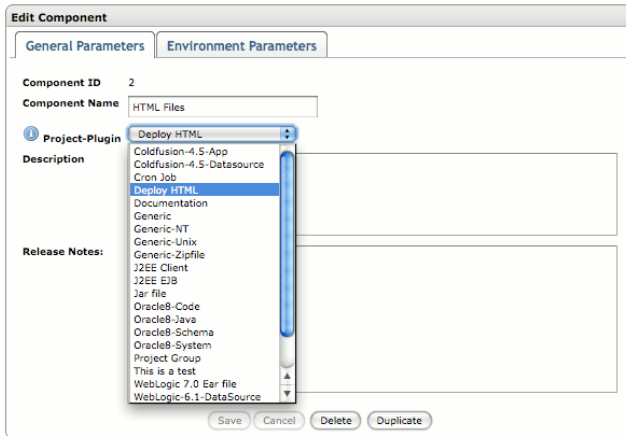 Edit Component
General Parameters
Environment Parameters
Component ID 2
Component Name HTML Files
Project-Plugin Deploy HTML
Description
Coldfusion-4.5-App
Coldfusion-4.5-Datasource
Cron Job
Deploy HTML
Documentation
Generic
Generic-NT
Generic-Unix
Generic-Zipfile
J2EE Client
J2EE EJB
Jar file
Oracle8-Code
Oracle8-Java
Oracle8-Schema
Oracle8-System
Project Group
This is a test
WebLogic 7.0 Ear file
WebLogic-6.1-DataSource
Release Notes:
Save Cancel Delete Duplicate